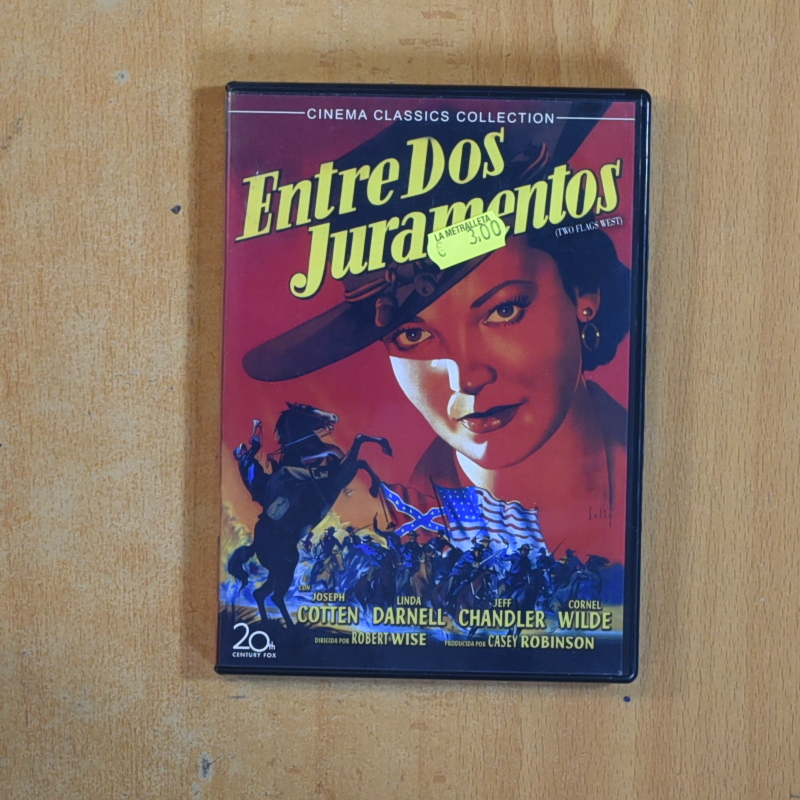 CINEMA CLASSICS COLLECTION
Entre Dos
Juramentos
(TWO FLAGS WEST)
LA METRALLETA
€ 3,00
CON
JOSEPH COTTEN LINDA DARNELL JEFF CHANDLER CORNEL WILDE
DIRIGIDA POR ROBERT WISE PRODUCIDA POR CASEY ROBINSON
20th
CENTURY FOX